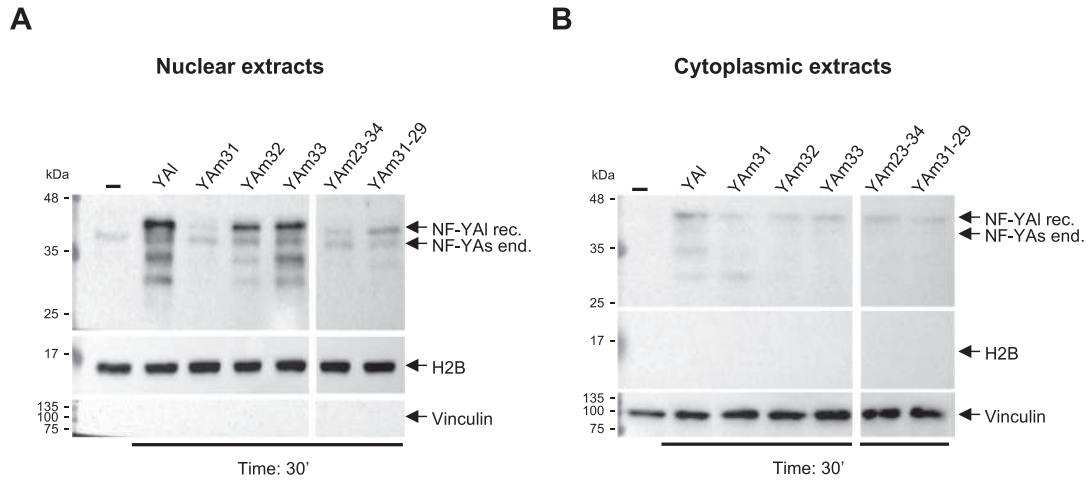 A
B
Nuclear extracts
Cytoplasmic extracts
kDa
–
YAl
YAm31
YAm32
YAm33
YAm23-34
YAm31-29
48 -
35 -
25 -
17 -
135 -
100 -
75 -
NF-YAl rec.
NF-YAs end.
H2B
Vinculin
Time: 30’
kDa
–
YAl
YAm31
YAm32
YAm33
YAm23-34
YAm31-29
48 -
35 -
25 -
17 -
135 -
100 -
75 -
NF-YAl rec.
NF-YAs end.
H2B
Vinculin
Time: 30’